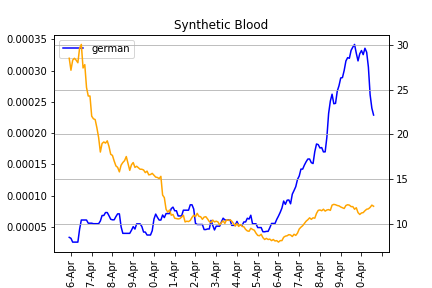 Synthetic Blood
german
0.00035
0.00030
0.00025
0.00020
0.00015
0.00010
0.00005
30
25
20
15
10
6-Apr
7-Apr
8-Apr
9-Apr
0-Apr
1-Apr
2-Apr
3-Apr
4-Apr
5-Apr
6-Apr
7-Apr
8-Apr
9-Apr
0-Apr